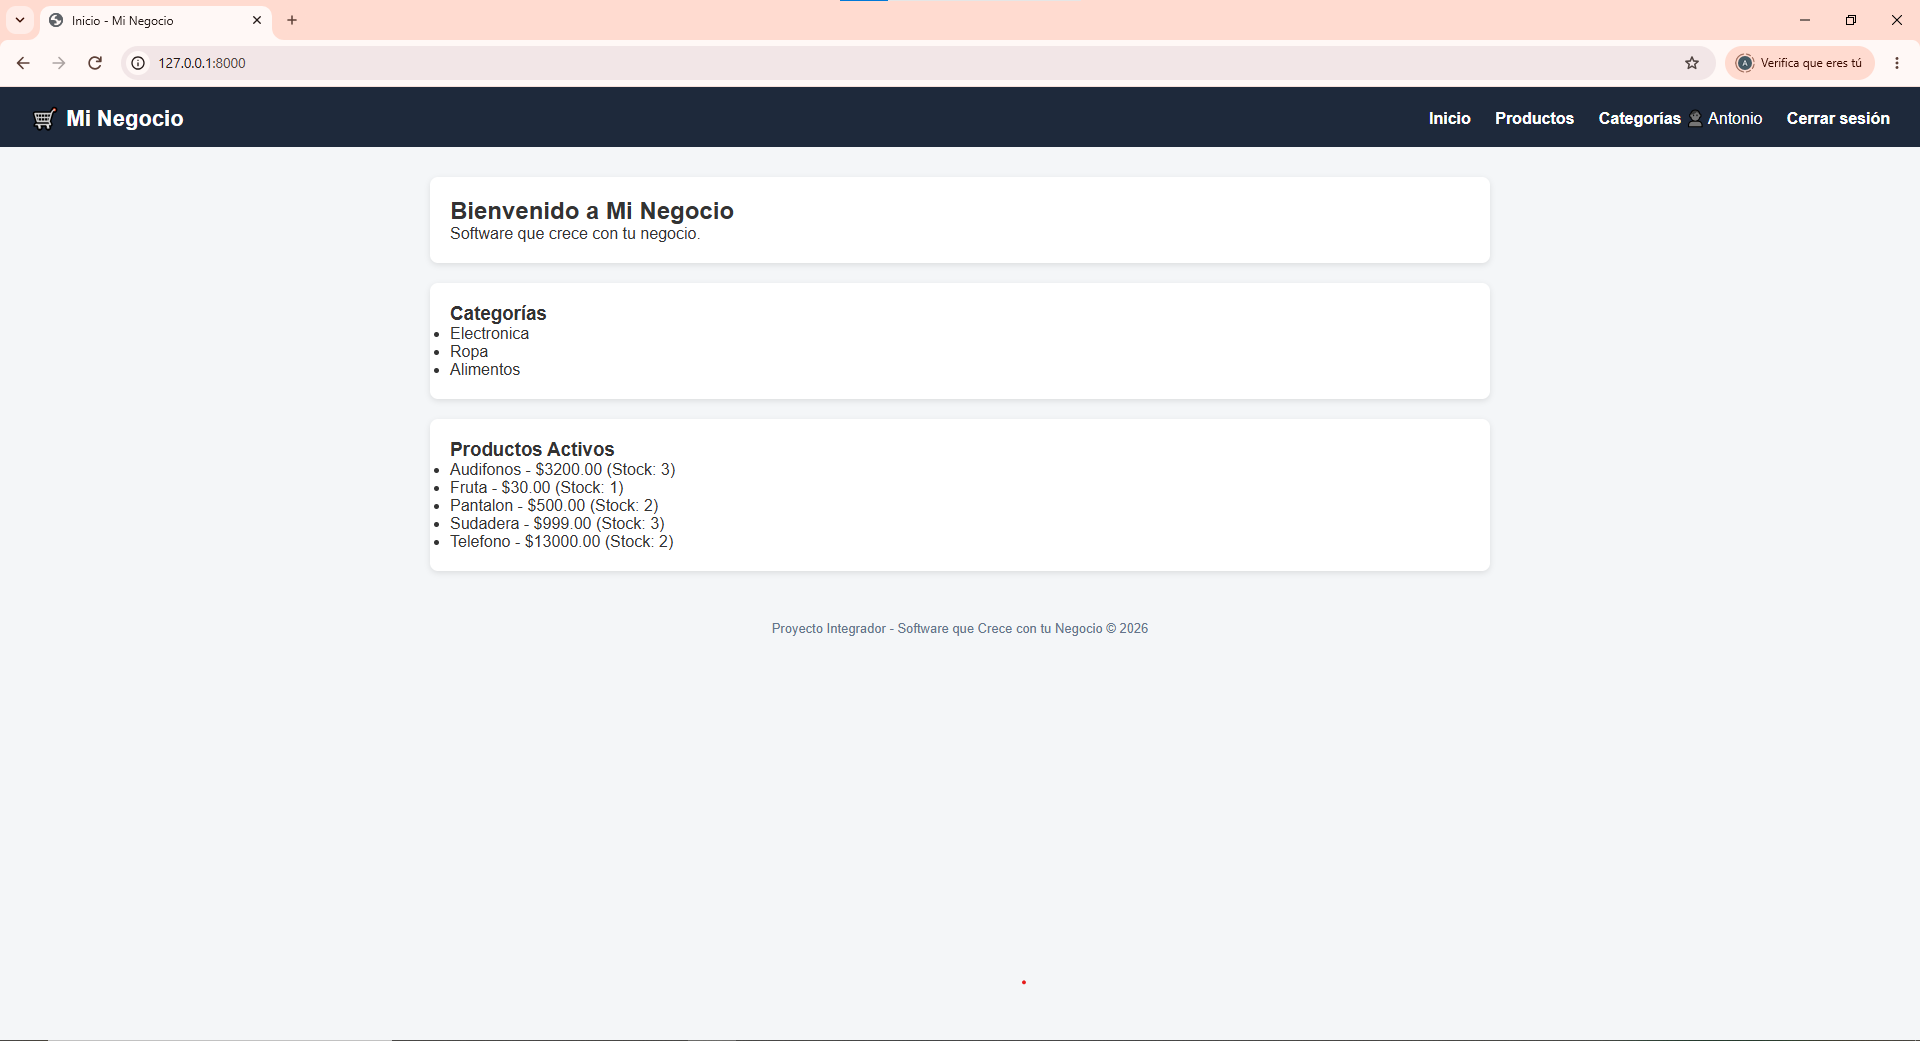 Inicio - Mi Negocio
127.0.0.1:8000
Verifica que eres tú
Mi Negocio
Inicio Productos Categorías Antonio Cerrar sesión
Bienvenido a Mi Negocio
Software que crece con tu negocio.
Categorías
Electronica
Ropa
Alimentos
Productos Activos
Audifonos - $3200.00 (Stock: 3)
Fruta - $30.00 (Stock: 1)
Pantalon - $500.00 (Stock: 2)
Sudadera - $999.00 (Stock: 3)
Telefono - $13000.00 (Stock: 2)
Proyecto Integrador - Software que Crece con tu Negocio © 2026